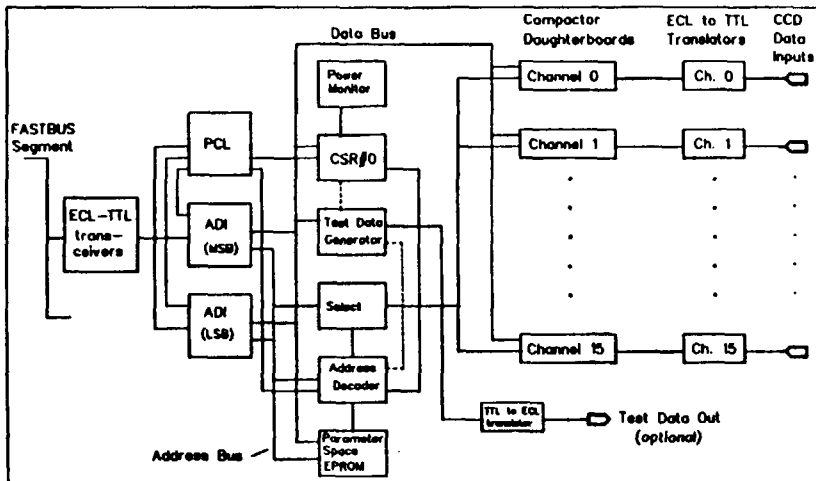 Compactor
Daughterboards
ECL to TTL
Translators
CCD
Data
Inputs
Data Bus
Power
Monitor
Channel 0
Ch. 0
FASTBUS
Segment
PCL
CSR#0
Channel 1
Ch. 1
ECL-TTL
trans-
ceivers
ADI
(MSB)
Test Data
Generator
ADI
(LSB)
Select
Channel 15
Ch. 15
Address
Decoder
TTL to ECL
translator
Test Data Out
(optional)
Parameter
Space
EPROM
Address Bus